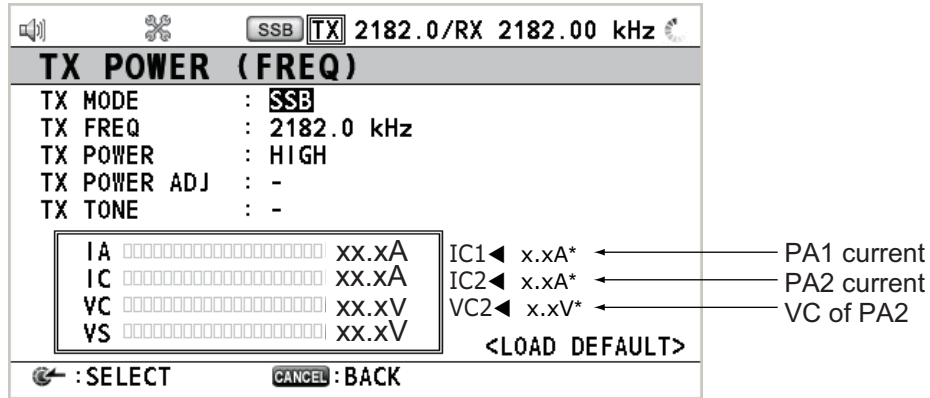 SSB TX 2182.0/RX 2182.00 kHz
TX POWER (FREQ)
TX MODE : SSB
TX FREQ : 2182.0 kHz
TX POWER : HIGH
TX POWER ADJ : -
TX TONE : -
IA xx.xA IC1◀ x.xA* PA1 current
IC xx.xA IC2◀ x.xA* PA2 current
VC xx.xV VC2◀ x.xV* VC of PA2
VS xx.xV
<LOAD DEFAULT>
:SELECT CANCEL :BACK